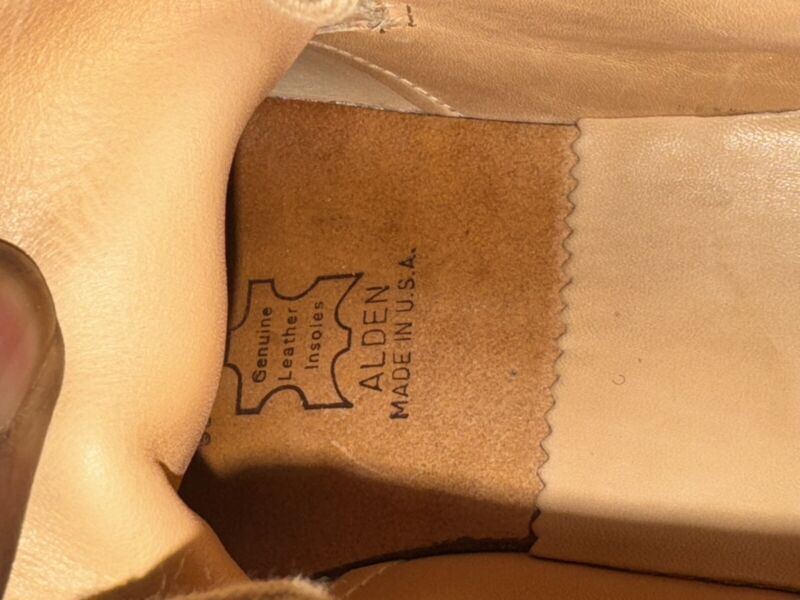 Genuine
Leather
Insoles
ALDEN
MADE IN U.S.A.